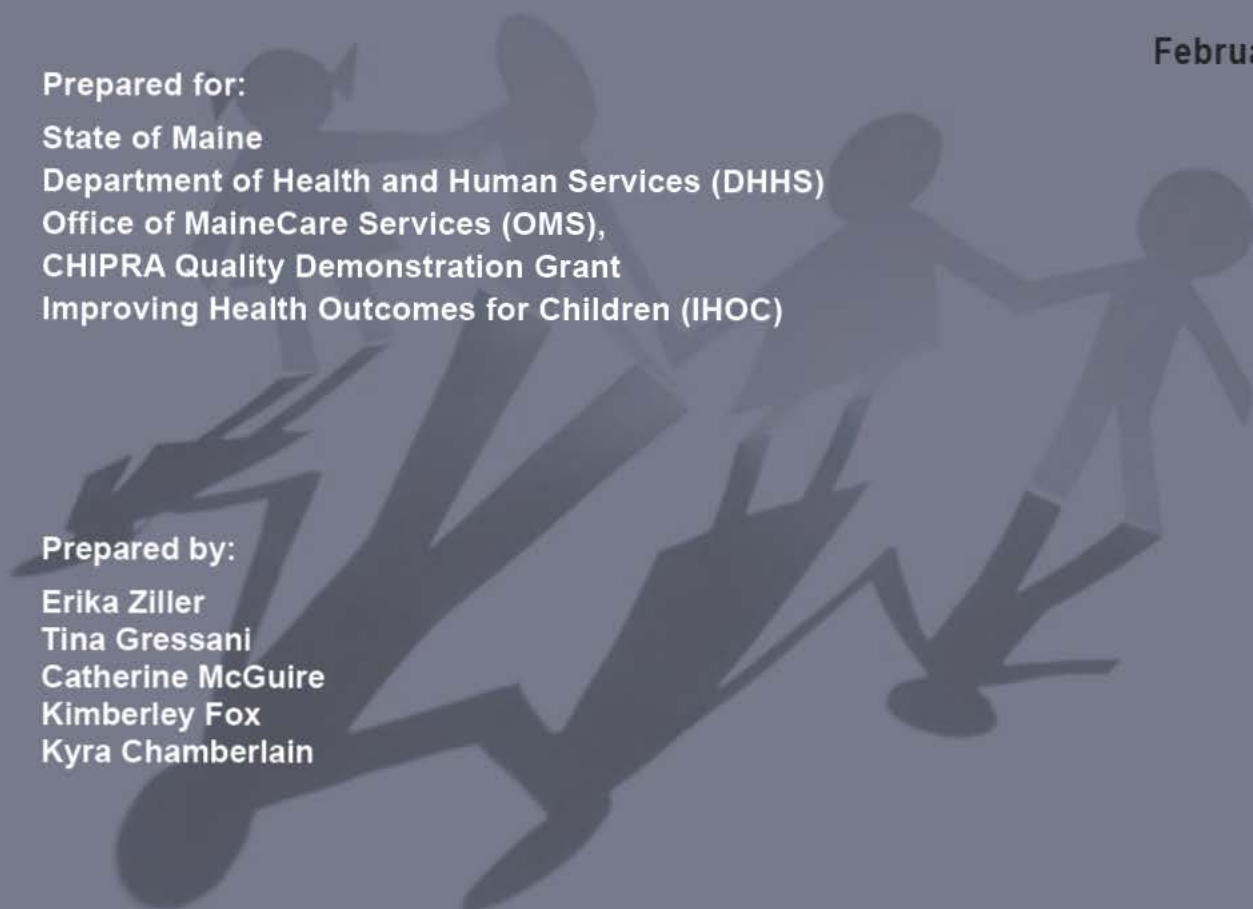 Februa
Prepared for:
State of Maine
Department of Health and Human Services (DHHS)
Office of MaineCare Services (OMS),
CHIPRA Quality Demonstration Grant
Improving Health Outcomes for Children (IHOC)
Prepared by:
Erika Ziller
Tina Gressani
Catherine McGuire
Kimberley Fox
Kyra Chamberlain